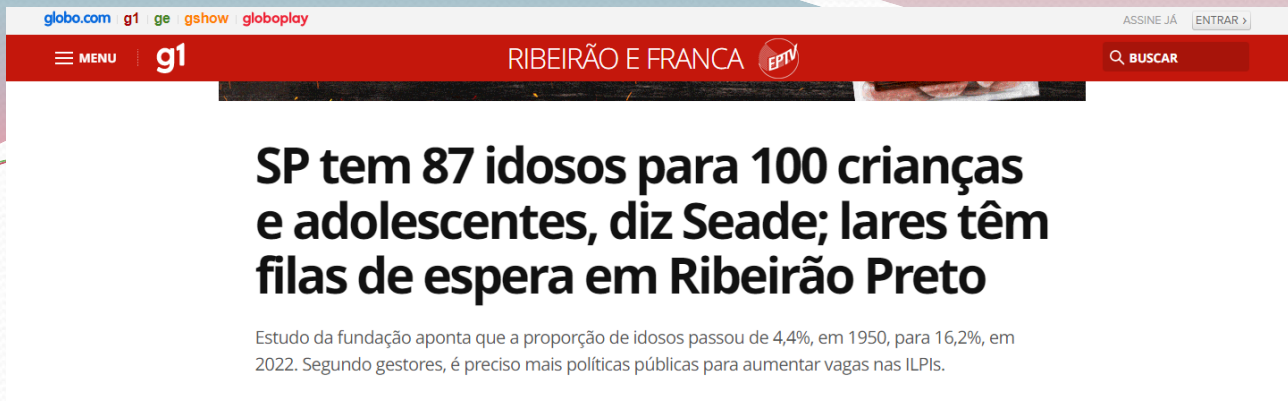 globo.com g1 ge gshow globoplay ASSINE JÁ ENTRAR
MENU g1 RIBEIRÃO E FRANCA EPTV BUSCAR
SP tem 87 idosos para 100 crianças
e adolescentes, diz Seade; lares têm
filas de espera em Ribeirão Preto
Estudo da fundação aponta que a proporção de idosos passou de 4,4%, em 1950, para 16,2%, em
2022. Segundo gestores, é preciso mais políticas públicas para aumentar vagas nas ILPIs.